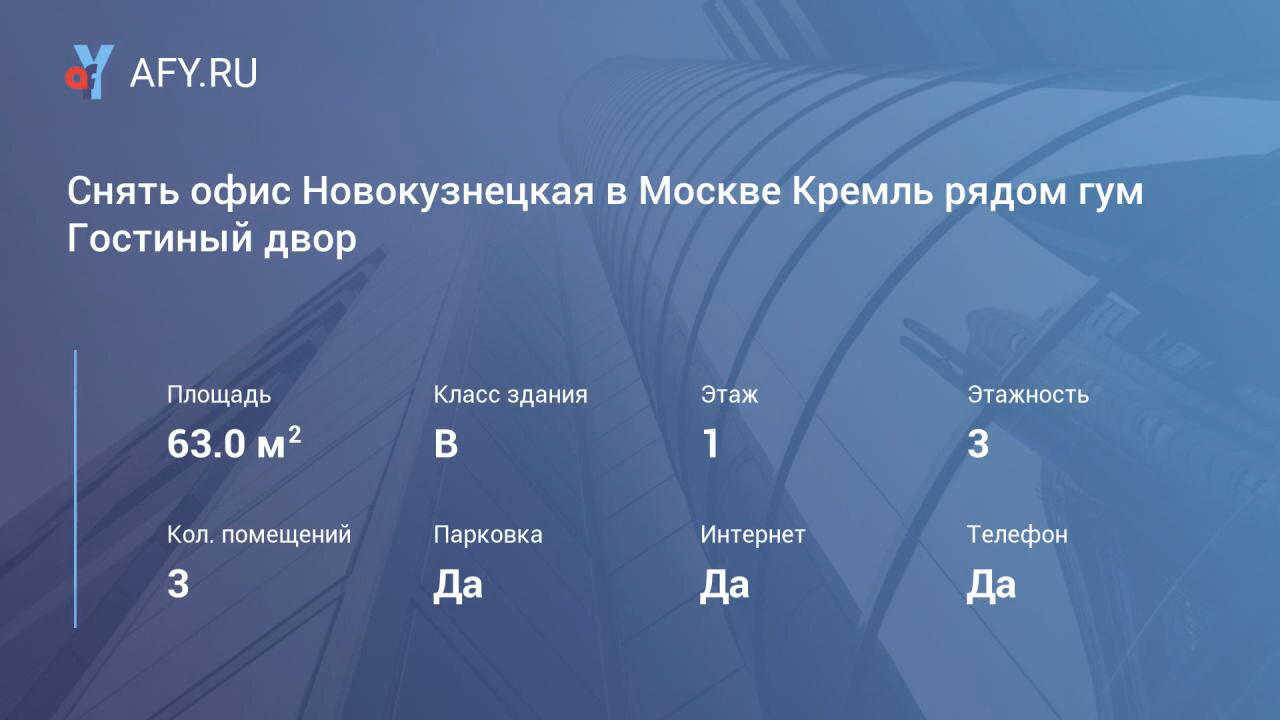 afy AFY.RU
Снять офис Новокузнецкая в Москве Кремль рядом гум
Гостиный двор
Площадь Класс здания Этаж Этажность
63.0 м² B 1 3
Кол. помещений Парковка Интернет Телефон
3 Да Да Да